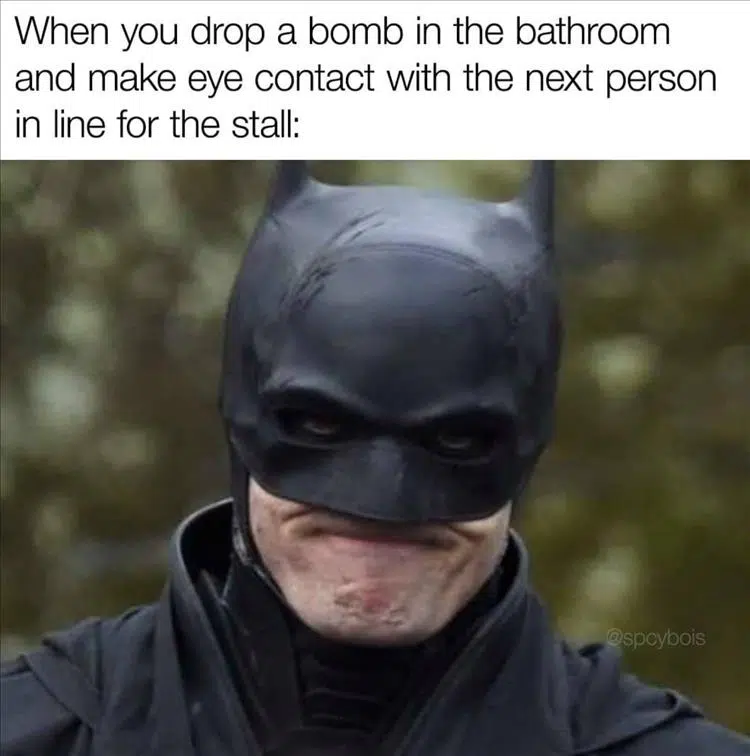 When you drop a bomb in the bathroom
and make eye contact with the next person
in line for the stall:
@spcybois